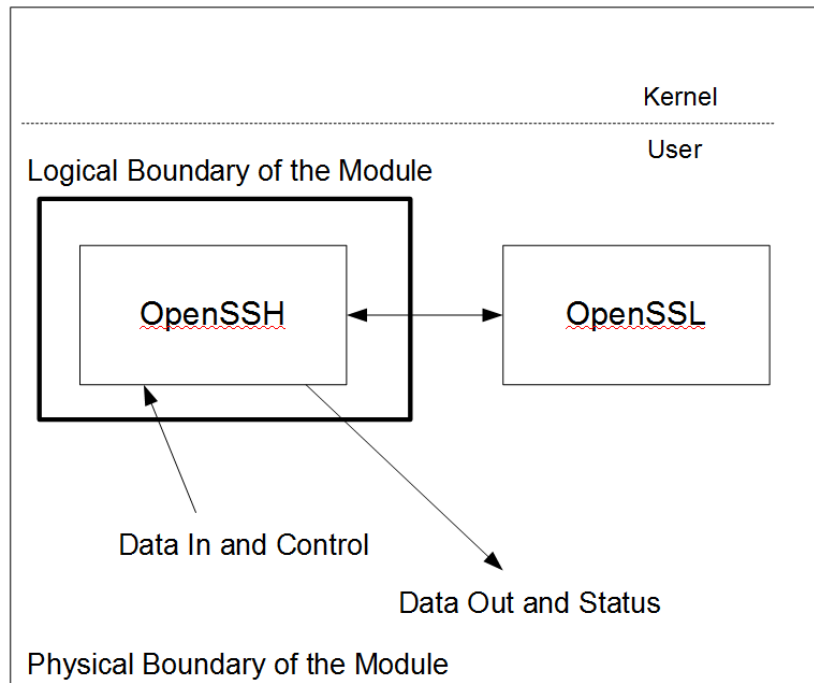 Kernel
User
Logical Boundary of the Module
OpenSSH
OpenSSL
Data In and Control
Data Out and Status
Physical Boundary of the Module